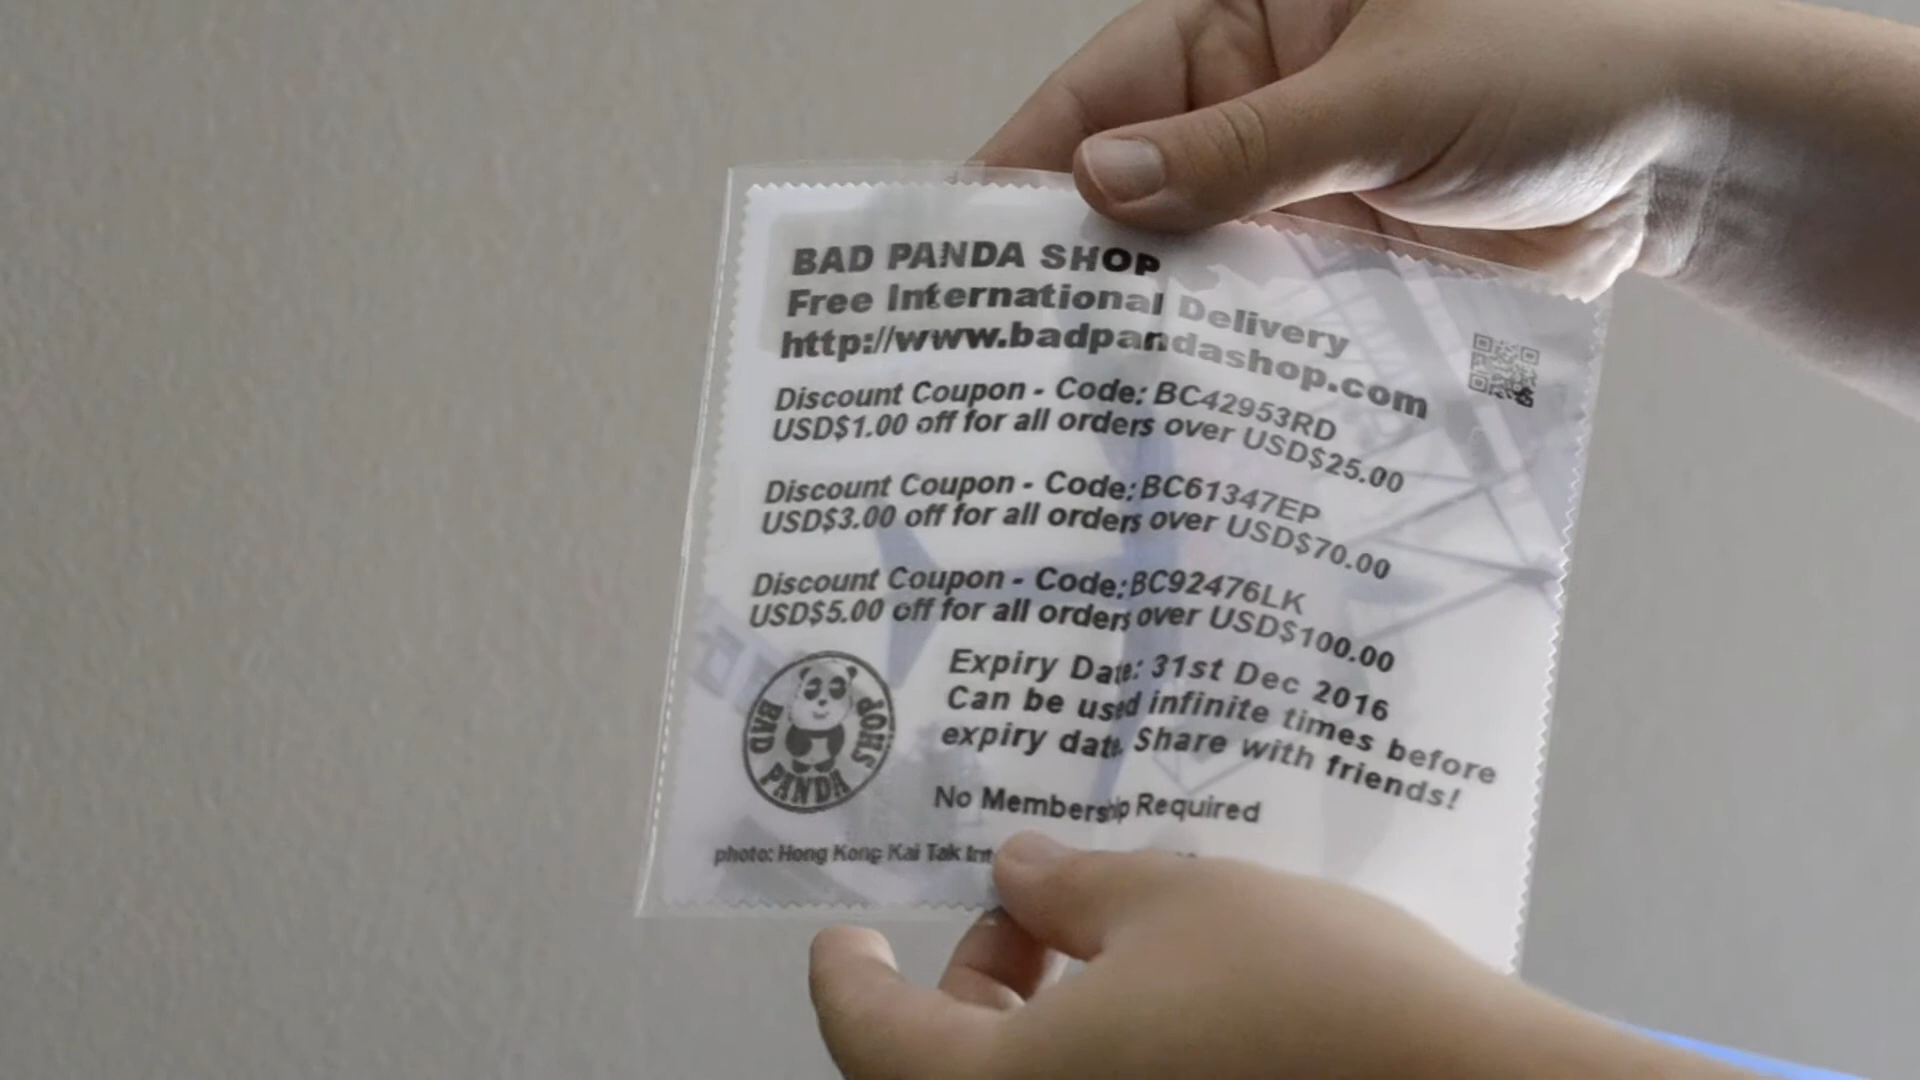 BAD PANDA SHOP
Free International Delivery
http://www.badpandashop.com
Discount Coupon - Code: BC42953RD
USD$1.00 off for all orders over USD$25.00
Discount Coupon - Code: BC61347EP
USD$3.00 off for all orders over USD$70.00
Discount Coupon - Code: BC92476LK
USD$5.00 off for all orders over USD$100.00
Expiry Date: 31st Dec 2016
Can be used infinite times before
expiry date. Share with friends!
No Membership Required
BAD PANDA SHOP
photo: Hong Kong Kai Tak